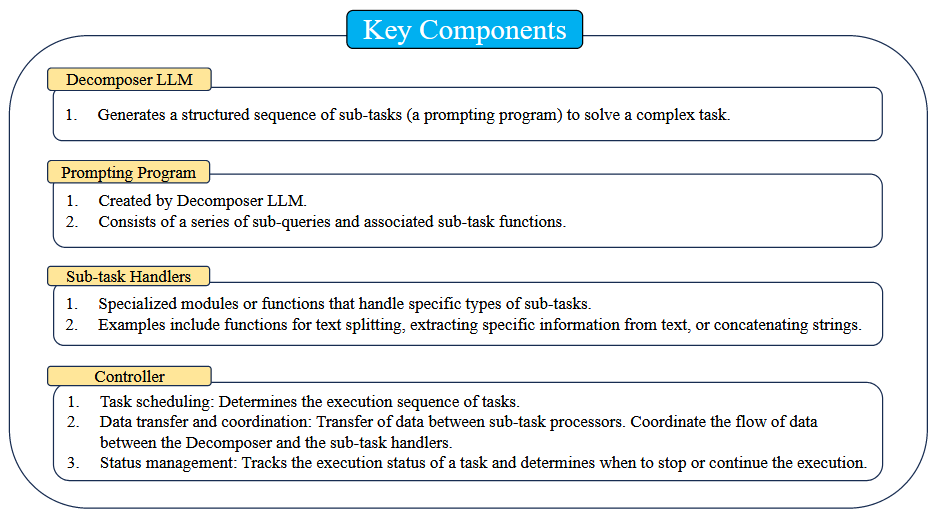 Key Components
Decomposer LLM
1. Generates a structured sequence of sub-tasks (a prompting program) to solve a complex task.
Prompting Program
1. Created by Decomposer LLM.
2. Consists of a series of sub-queries and associated sub-task functions.
Sub-task Handlers
1. Specialized modules or functions that handle specific types of sub-tasks.
2. Examples include functions for text splitting, extracting specific information from text, or concatenating strings.
Controller
1. Task scheduling: Determines the execution sequence of tasks.
2. Data transfer and coordination: Transfer of data between sub-task processors. Coordinate the flow of data
between the Decomposer and the sub-task handlers.
3. Status management: Tracks the execution status of a task and determines when to stop or continue the execution.